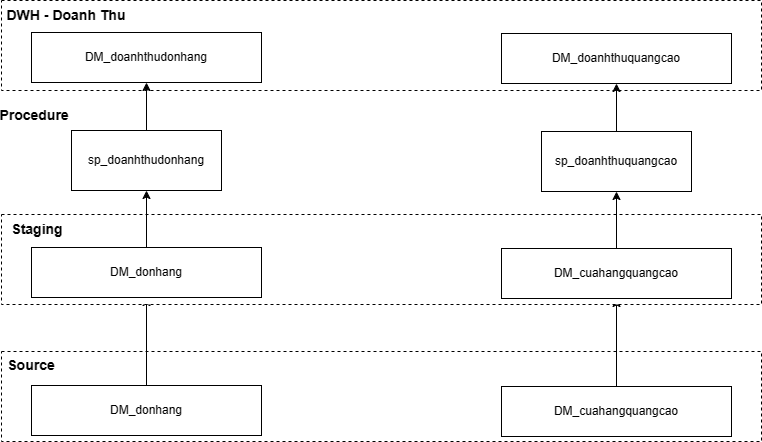 DWH - Doanh Thu
DM_doanhthudonhang
DM_doanhthuquangcao
Procedure
sp_doanhthudonhang
sp_doanhthuquangcao
Staging
DM_donhang
DM_cuahangquangcao
Source
DM_donhang
DM_cuahangquangcao